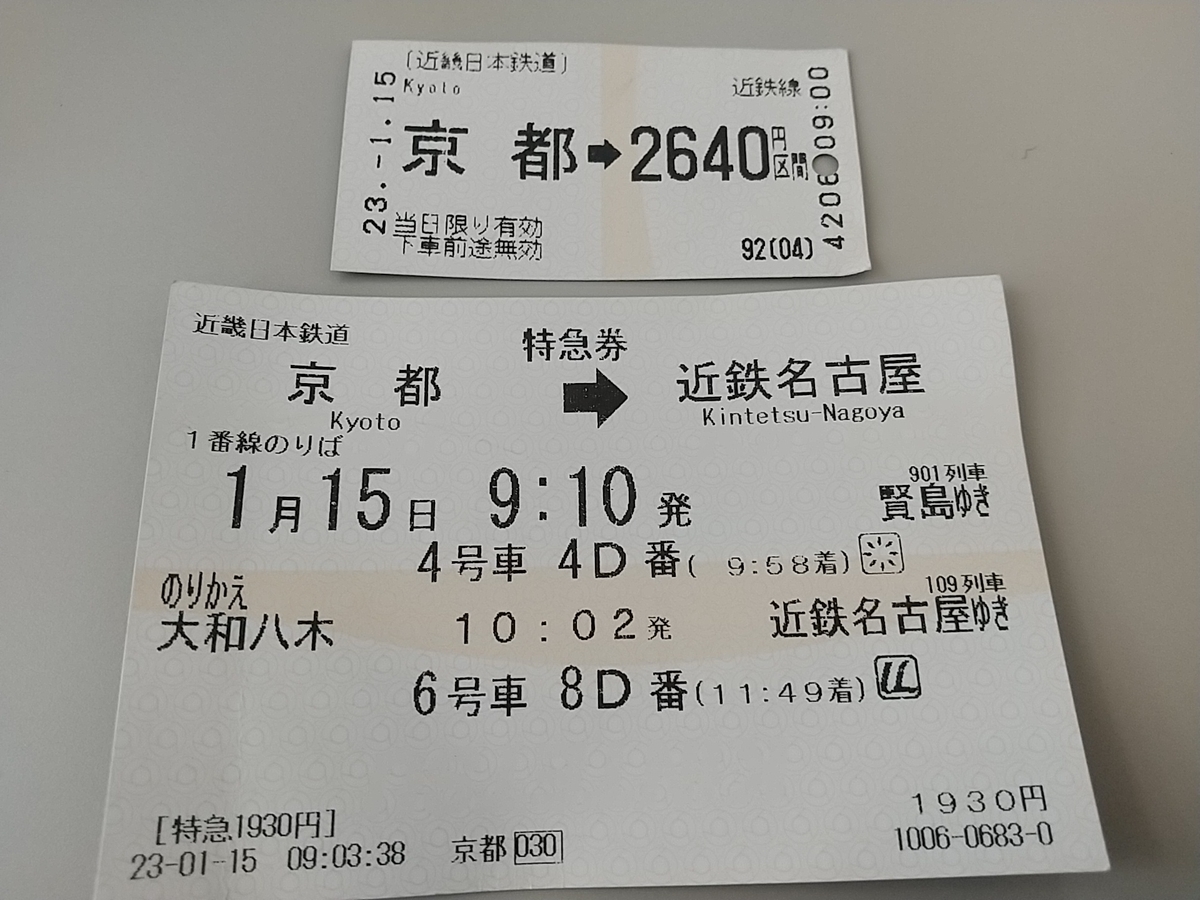 (近畿日本鉄道)
Kyoto
近鉄線
京都➡2640円区間
当日限り有効
下車前途無効
92(04)
23.-1.15
09:00
近畿日本鉄道
特急券
京都➡近鉄名古屋
Kyoto
Kintetsu-Nagoya
1番線のりば
901列車
1月15日 9:10発 賢島ゆき
4号車 4D番( 9:58着)
のりかえ
109列車
大和八木 10:02発 近鉄名古屋ゆき
6号車 8D番(11:49着)
1930円
[特急1930円]
1006-0683-0
23-01-15 09:03:38 京都030